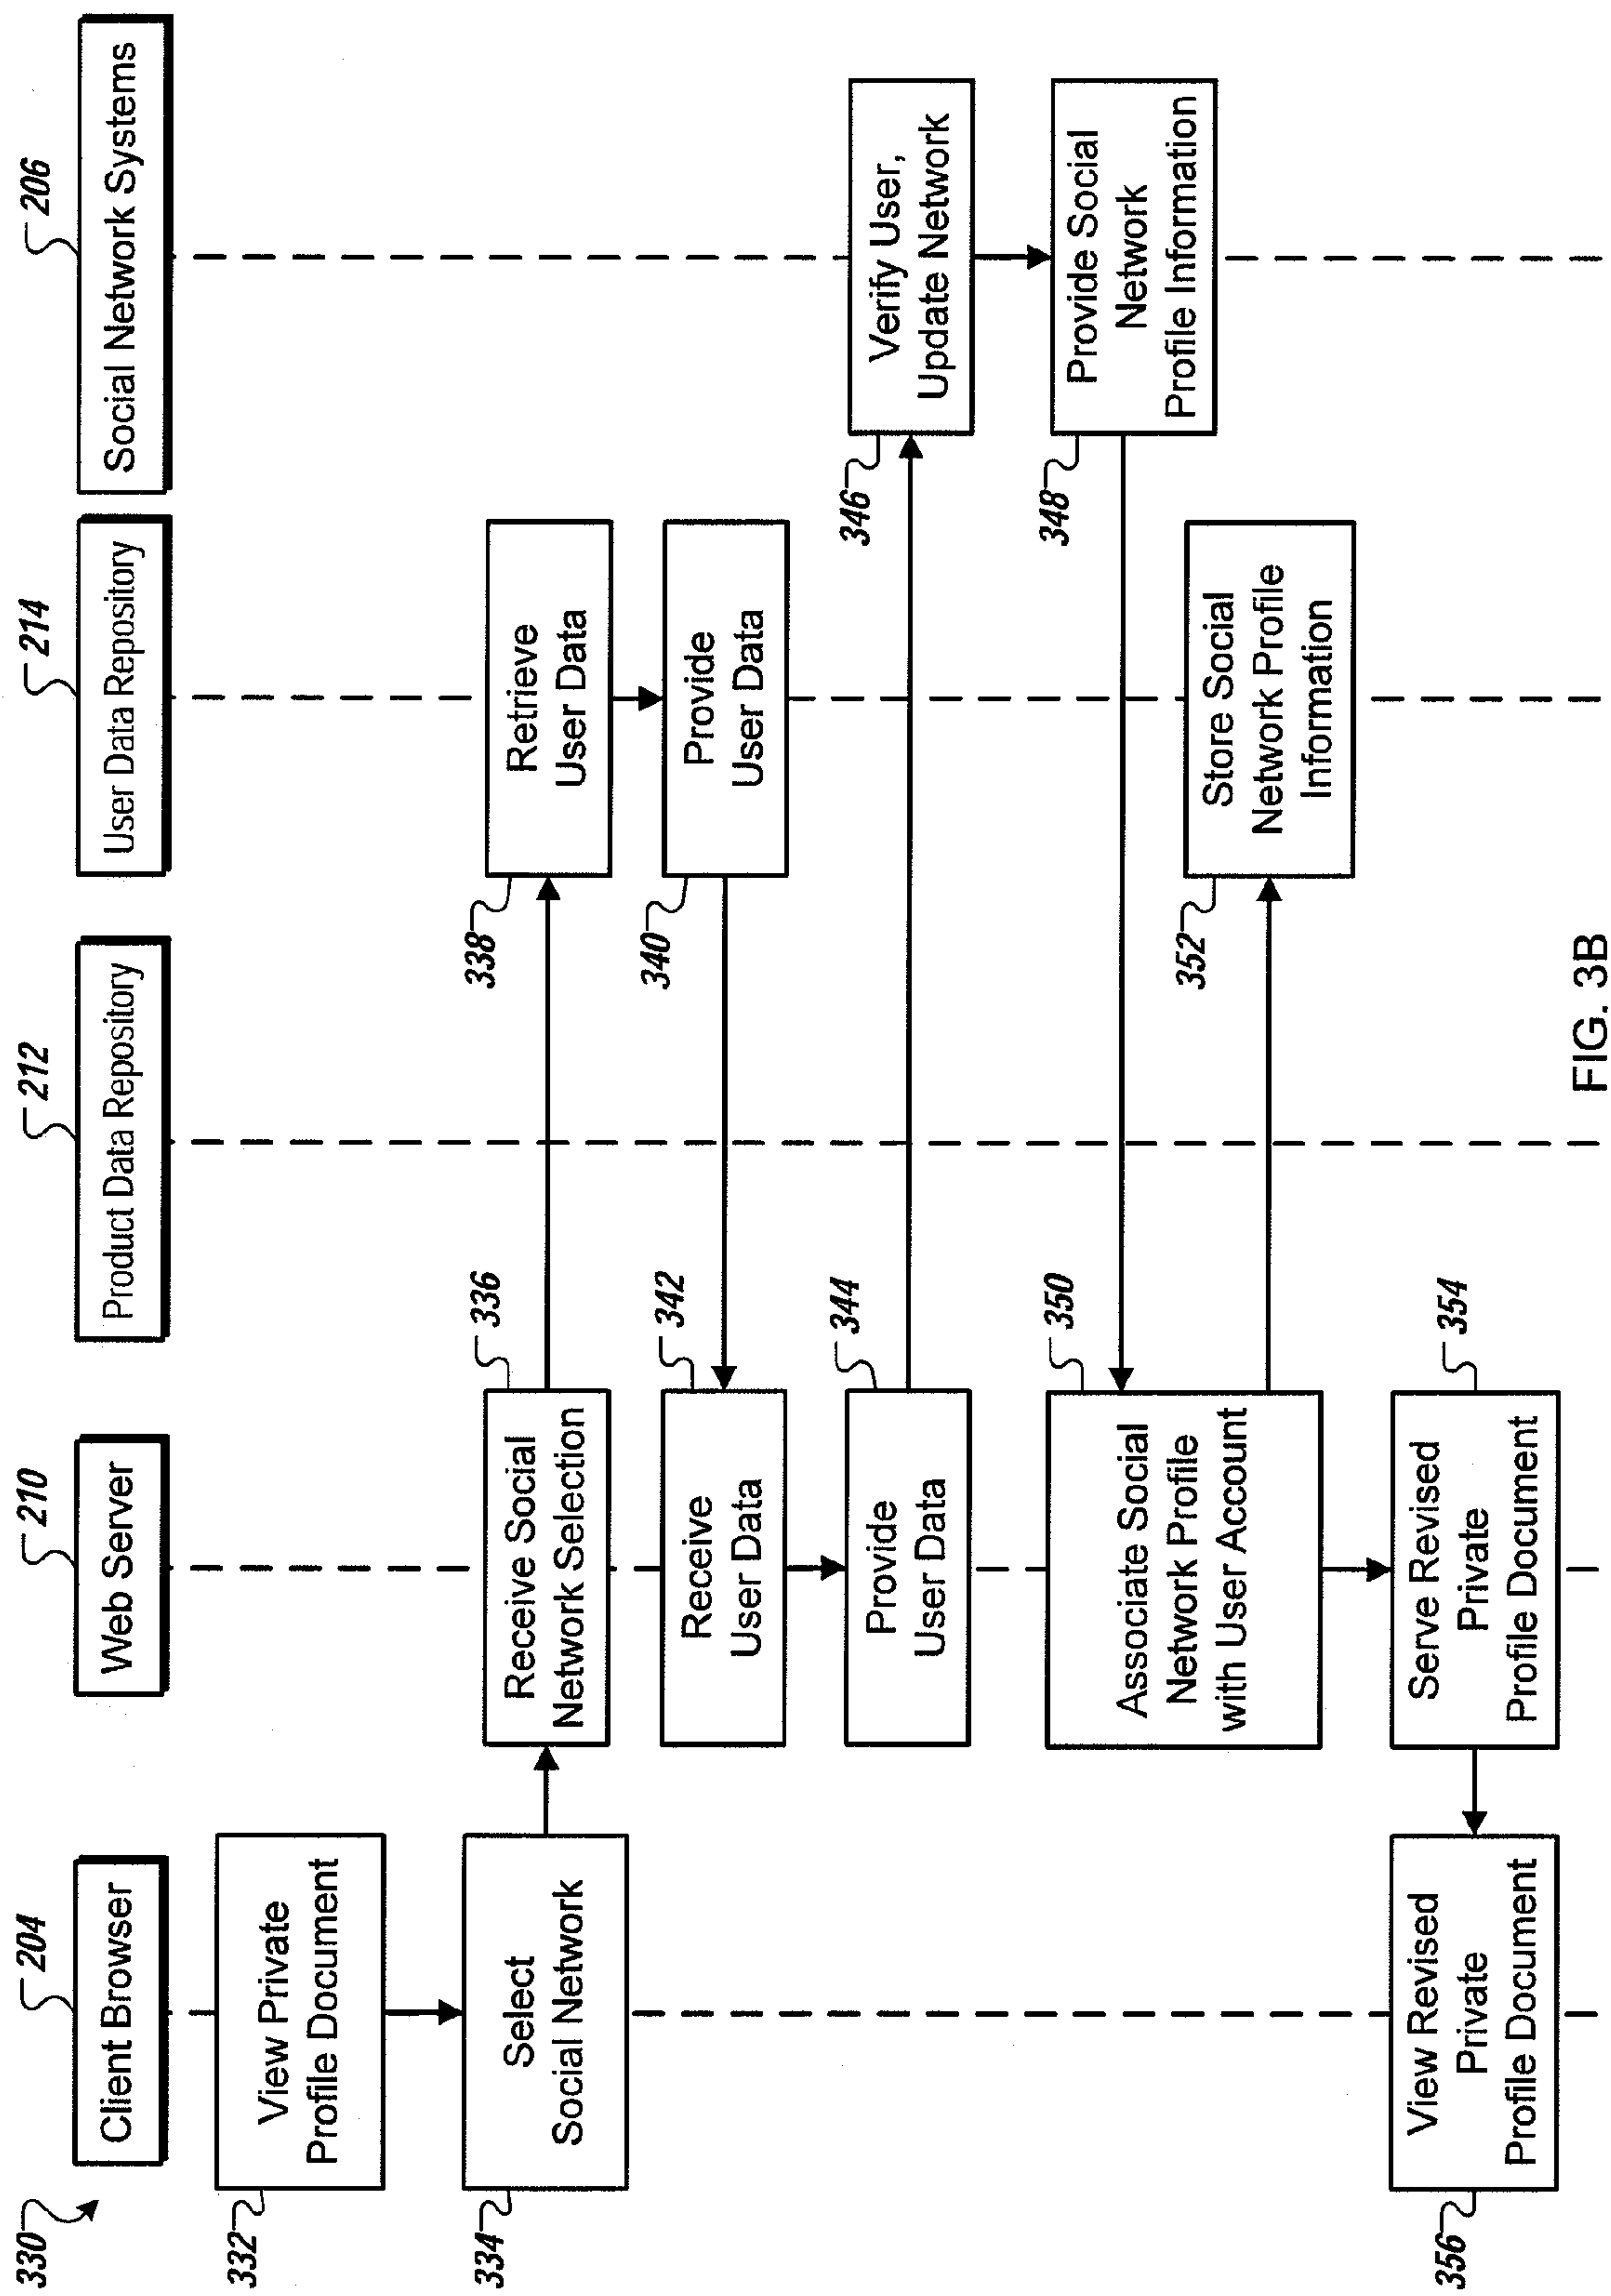 330
204
210
212
214
206
Client Browser
Web Server
Product Data Repository
User Data Repository
Social Network Systems
332
View Private
Profile Document
334
Select
Social Network
336
Receive Social
Network Selection
338
Retrieve
User Data
340
Provide
User Data
342
Receive
User Data
344
Provide
User Data
346
Verify User,
Update Network
348
Provide Social
Network
Profile Information
350
Associate Social
Network Profile
with User Account
352
Store Social
Network Profile
Information
354
Serve Revised
Private
Profile Document
356
View Revised
Private
Profile Document
FIG. 3B